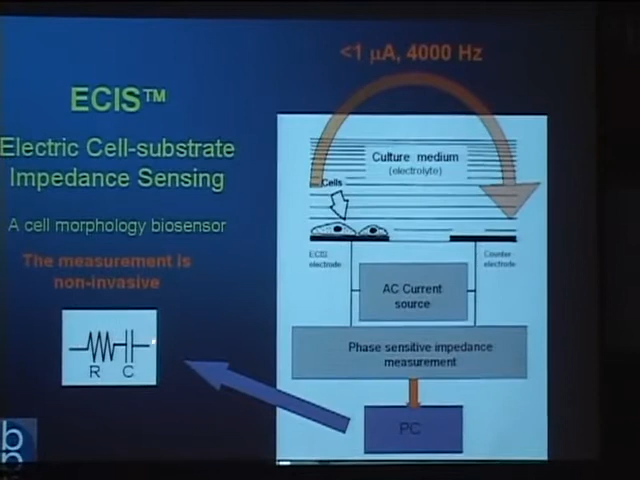 <1 µA, 4000 Hz
ECIS™
Electric Cell-substrate
Impedance Sensing
A cell morphology biosensor
The measurement is
non-invasive
R C
Culture medium
(electrolyte)
Cells
ECIS
electrode
Counter
electrode
AC Current
source
Phase sensitive impedance
measurement
PC
b